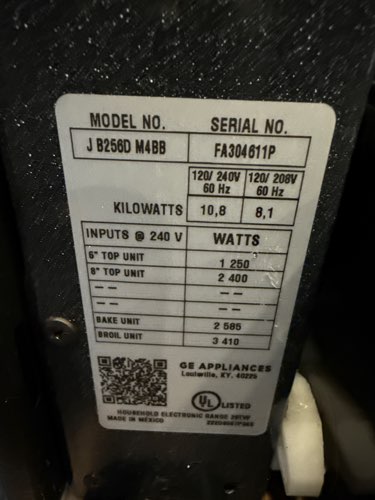 MODEL NO. SERIAL NO.
J B256D M4BB FA304611P
120/ 240V 120/ 208V
60 Hz 60 Hz
KILOWATTS 10,8 8,1
INPUTS @ 240 V WATTS
6" TOP UNIT 1 250
8" TOP UNIT 2 400
-- --
-- --
BAKE UNIT 2 585
BROIL UNIT 3 410
GE APPLIANCES
Louisville, KY. 40225
UL LISTED
HOUSEHOLD ELECTRONIC RANGE
MADE IN MEXICO